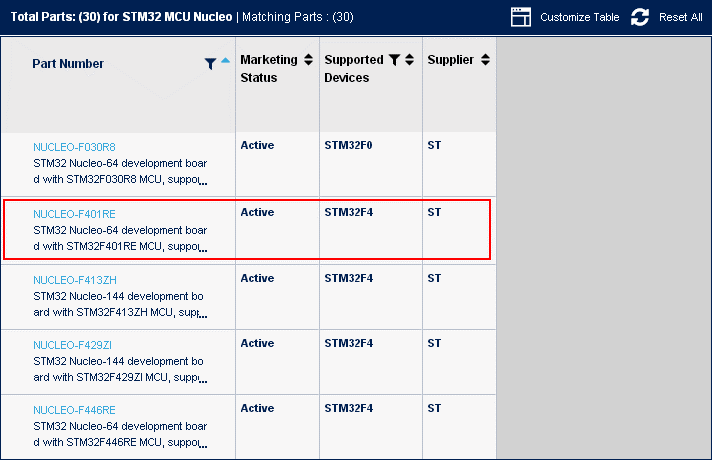 Total Parts: (30) for STM32 MCU Nucleo | Matching Parts : (30) Customize Table Reset All
Part Number Marketing Status Supported Devices Supplier
NUCLEO-F030R8 Active STM32F0 ST
STM32 Nucleo-64 development boar
d with STM32F030R8 MCU, suppo...
NUCLEO-F401RE Active STM32F4 ST
STM32 Nucleo-64 development boar
d with STM32F401RE MCU, suppor...
NUCLEO-F413ZH Active STM32F4 ST
STM32 Nucleo-144 development bo
ard with STM32F413ZH MCU, supp...
NUCLEO-F429ZI Active STM32F4 ST
STM32 Nucleo-144 development bo
ard with STM32F429ZI MCU, supp...
NUCLEO-F446RE Active STM32F4 ST
STM32 Nucleo-64 development boar
d with STM32F446RE MCU, suppo...